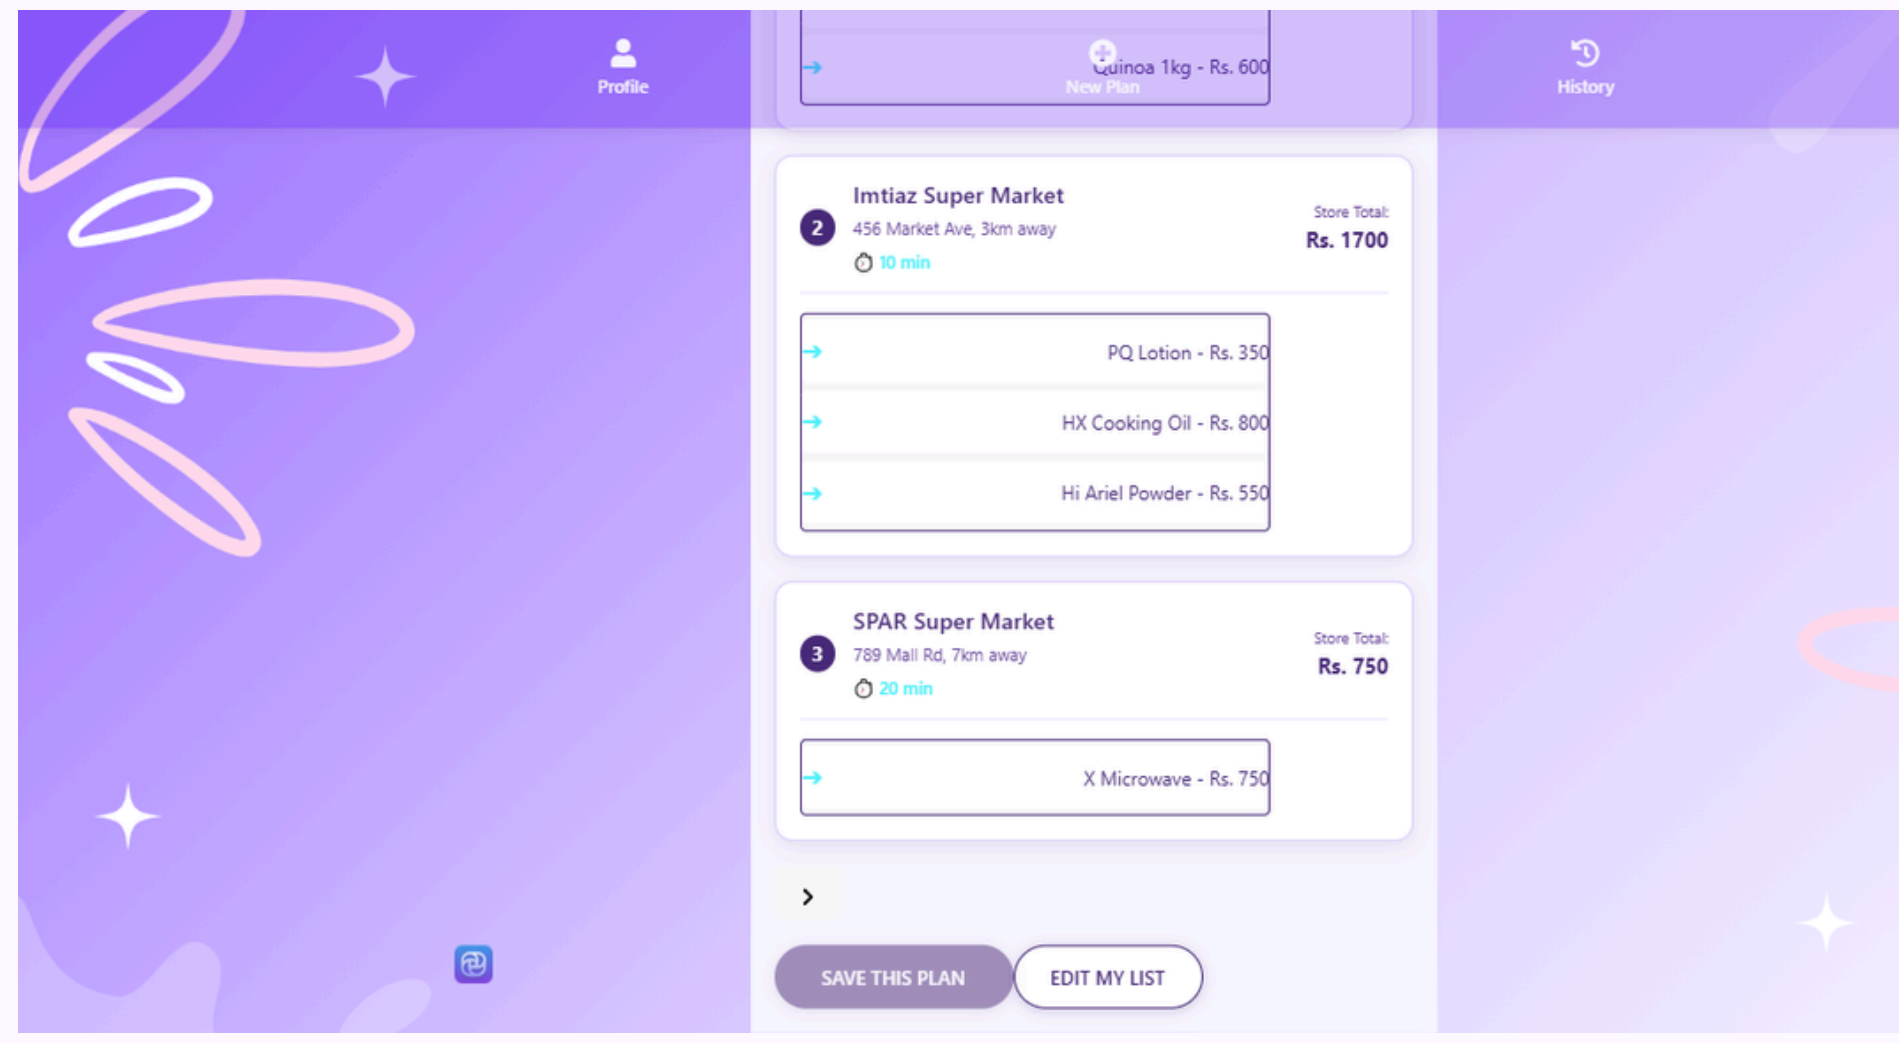 Profile
New Plan
History
➔ Quinoa 1kg - Rs. 600
2
Imtiaz Super Market
456 Market Ave, 3km away
⏱ 10 min
Store Total:
Rs. 1700
➔ PQ Lotion - Rs. 350
➔ HX Cooking Oil - Rs. 800
➔ Hi Ariel Powder - Rs. 550
3
SPAR Super Market
789 Mall Rd, 7km away
⏱ 20 min
Store Total:
Rs. 750
➔ X Microwave - Rs. 750
SAVE THIS PLAN
EDIT MY LIST